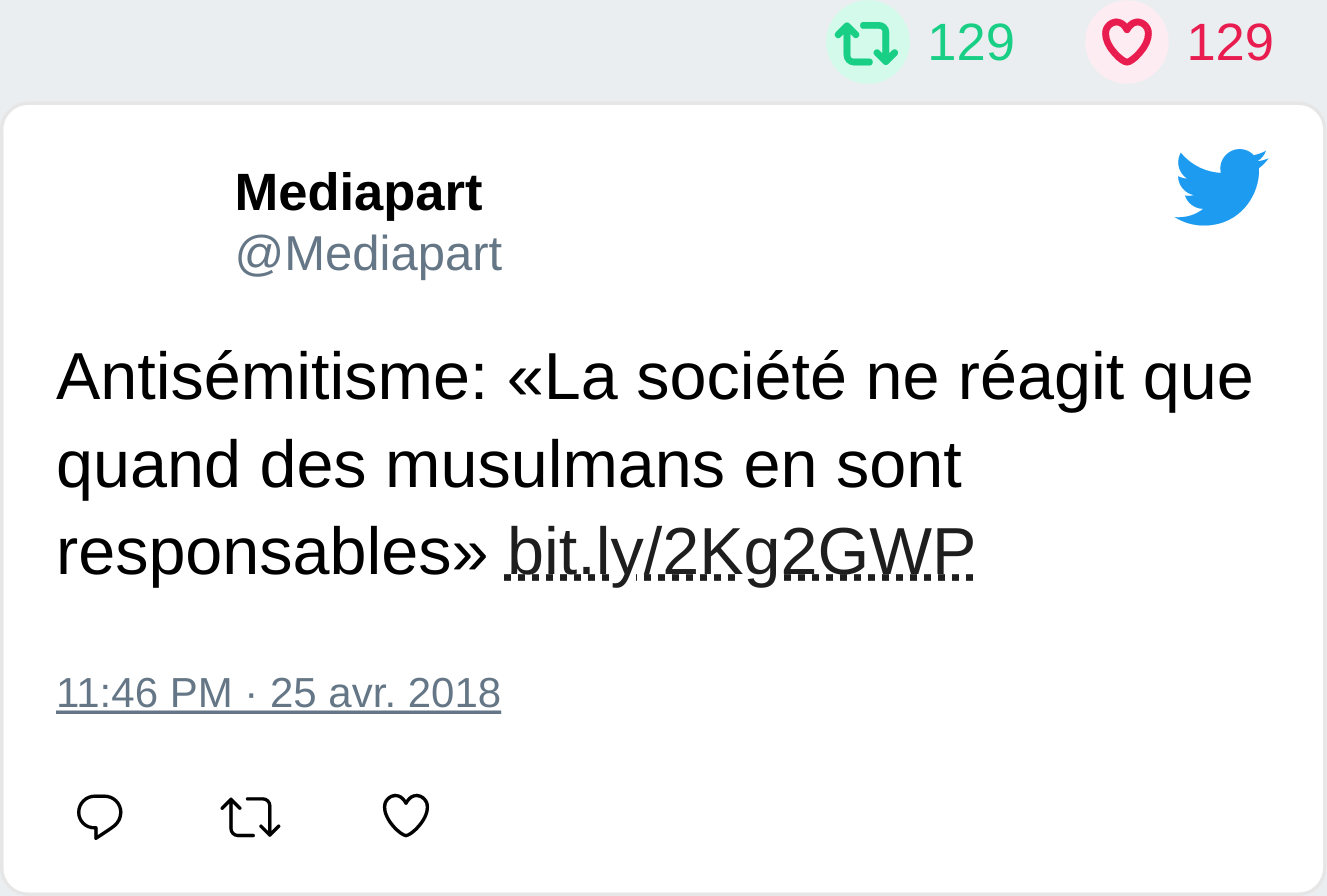 129 129
Mediapart
@Mediapart
Antisémitisme: «La société ne réagit que
quand des musulmans en sont
responsables» bit.ly/2Kg2GWP
11:46 PM · 25 avr. 2018